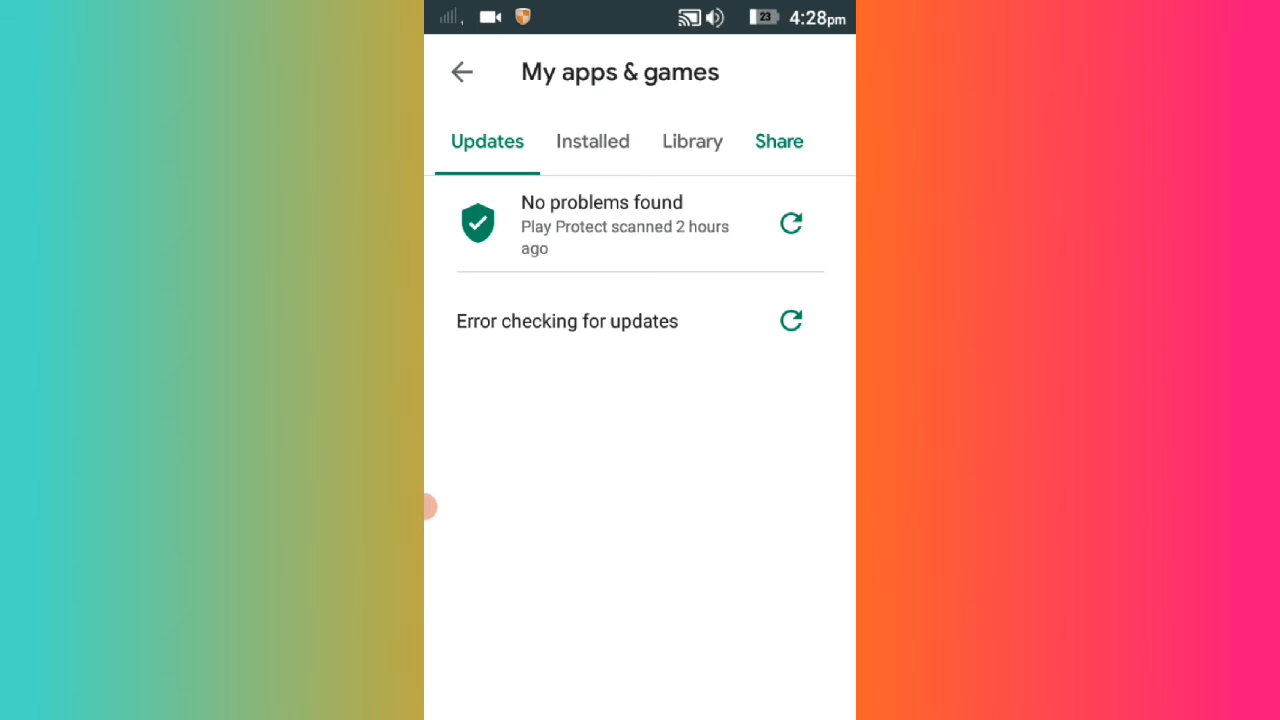 23 4:28pm
My apps & games
Updates Installed Library Share
No problems found
Play Protect scanned 2 hours
ago
Error checking for updates